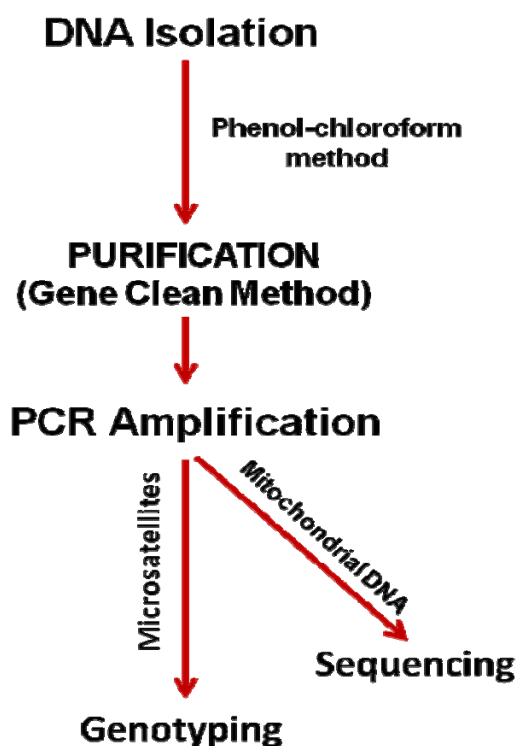 DNA Isolation
Phenol-chloroform
method
PURIFICATION
(Gene Clean Method)
PCR Amplification
Microsatellites
Mitochondrial DNA
Sequencing
Genotyping